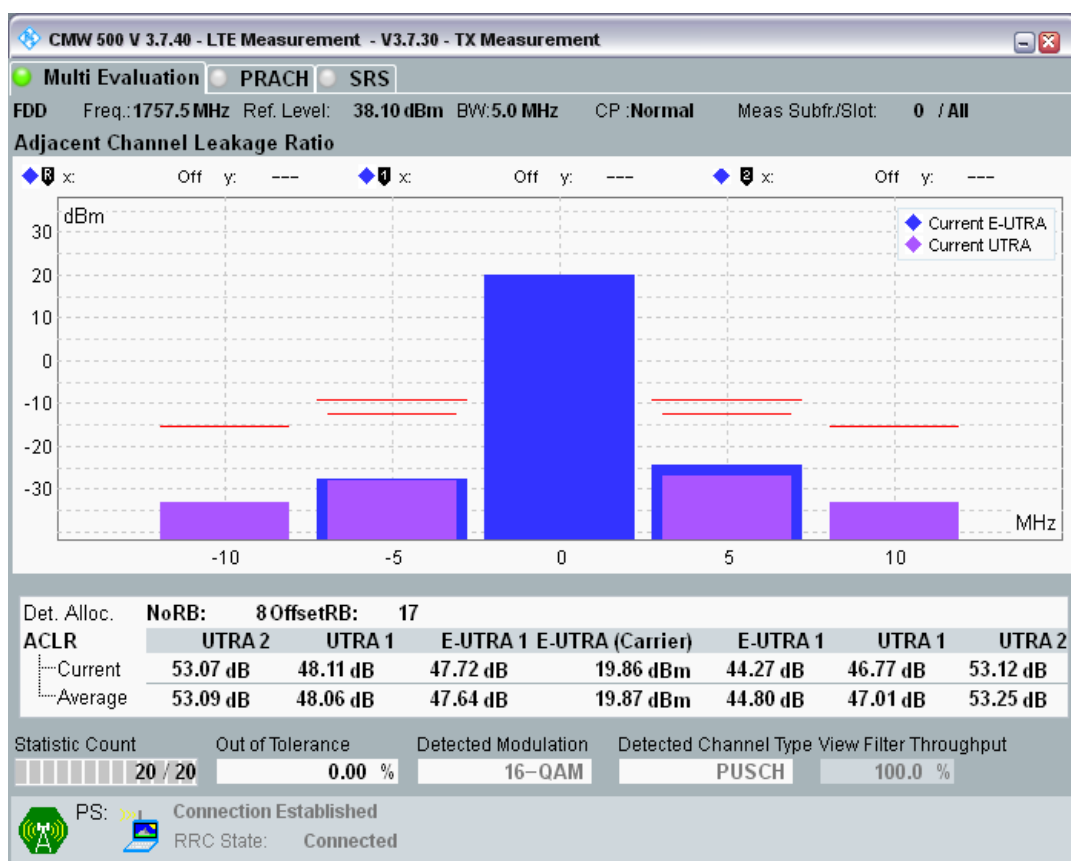 CMW 500 V 3.7.40 - LTE Measurement - V3.7.30 - TX Measurement
Multi Evaluation PRACH SRS
FDD Freq.: 1757.5 MHz Ref. Level: 38.10 dBm BW: 5.0 MHz CP : Normal Meas Subfr./Slot: 0 / All
Adjacent Channel Leakage Ratio
R x: Off y: --- 1 x: Off y: --- 2 x: Off y: ---
dBm
Current E-UTRA
Current UTRA
30
20
10
0
-10
-20
-30
MHz
-10 -5 0 5 10
Det. Alloc. NoRB: 8 OffsetRB: 17
ACLR UTRA 2 UTRA 1 E-UTRA 1 E-UTRA (Carrier) E-UTRA 1 UTRA 1 UTRA 2
Current 53.07 dB 48.11 dB 47.72 dB 19.86 dBm 44.27 dB 46.77 dB 53.12 dB
Average 53.09 dB 48.06 dB 47.64 dB 19.87 dBm 44.80 dB 47.01 dB 53.25 dB
Statistic Count Out of Tolerance Detected Modulation Detected Channel Type View Filter Throughput
20 / 20 0.00 % 16-QAM PUSCH 100.0 %
PS: Connection Established
RRC State: Connected